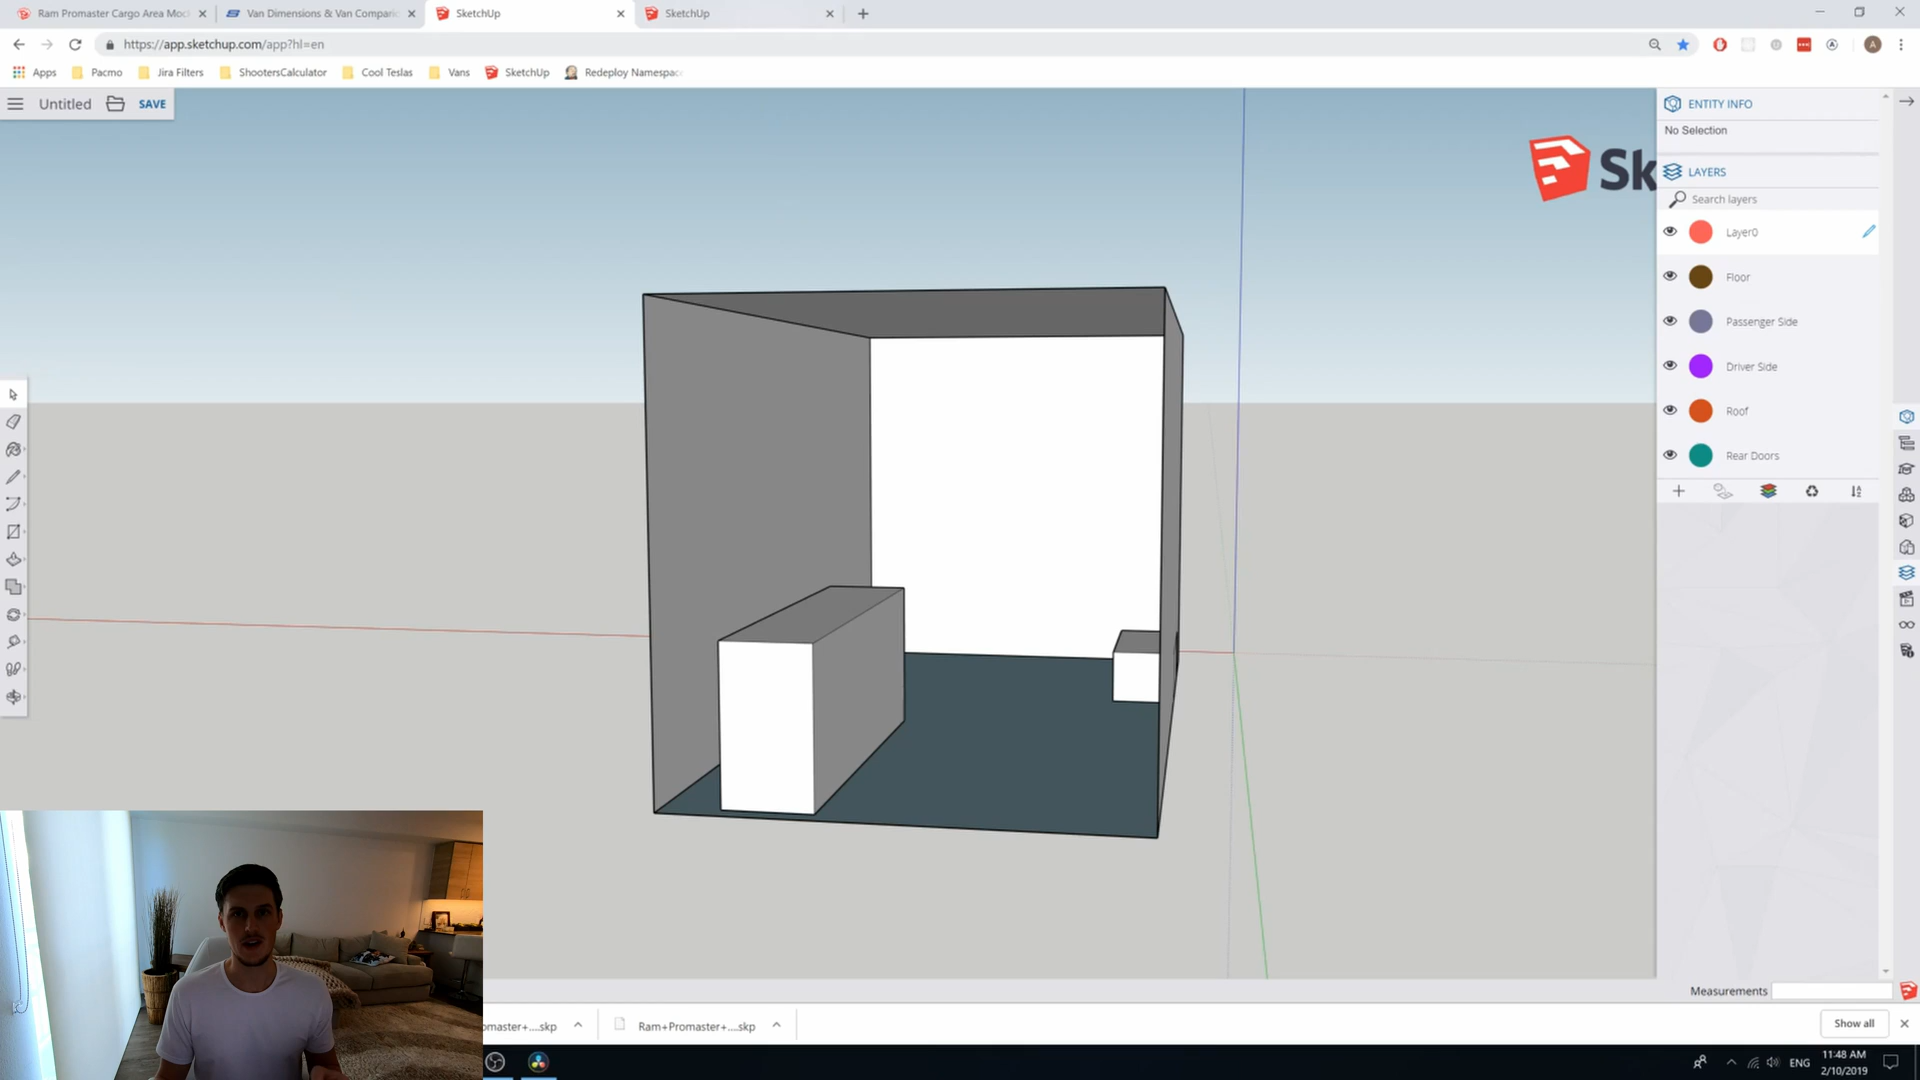 Ram Promaster Cargo Area Moc
Van Dimensions & Van Comparis
SketchUp
SketchUp
https://app.sketchup.com/app?hl=en
Apps
Pacmo
Jira Filters
ShootersCalculator
Cool Teslas
Vans
SketchUp
Redeploy Namespac
Untitled
SAVE
ENTITY INFO
No Selection
Sk
LAYERS
Search layers
Layer0
Floor
Passenger Side
Driver Side
Roof
Rear Doors
Measurements
omaster+....skp
Ram+Promaster+....skp
Show all
ENG
11:48 AM
2/10/2019